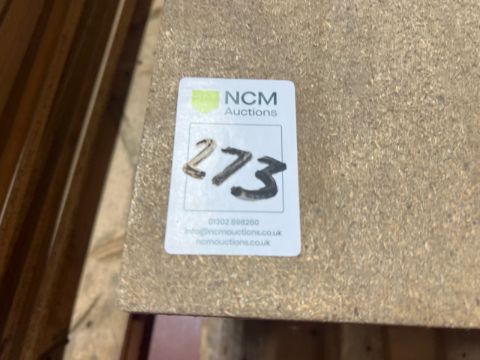 NCM
Auctions
273
01302 898260
info@ncmauctions.co.uk
ncmauctions.co.uk